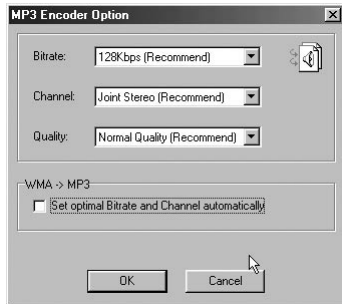 MP3 Encoder Option
Bitrate: 128Kbps (Recommend)
Channel: Joint Stereo (Recommend)
Quality: Normal Quality (Recommend)
WMA -> MP3
Set optimal Bitrate and Channel automatically
OK Cancel